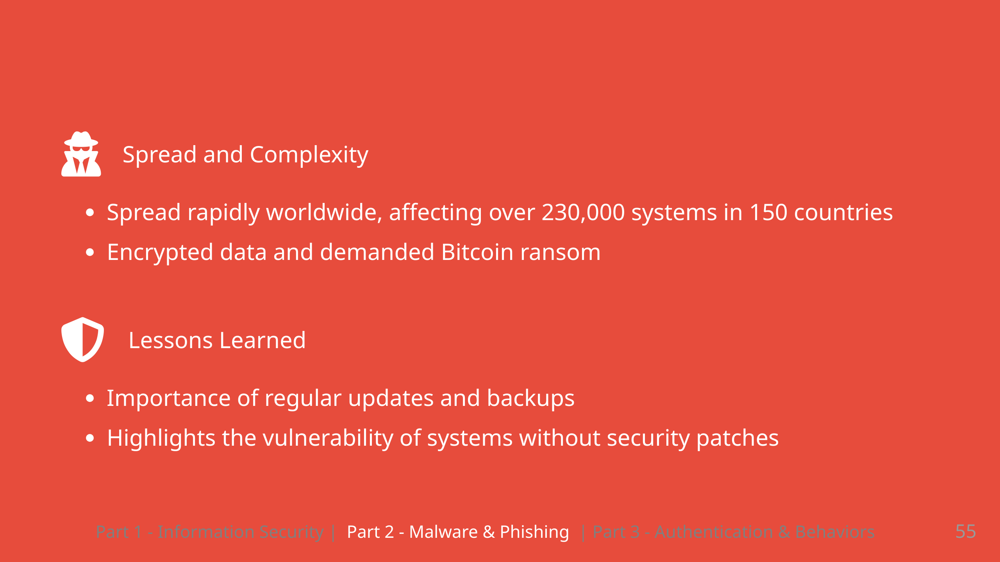 Spread and Complexity
Spread rapidly worldwide, affecting over 230,000 systems in 150 countries
Encrypted data and demanded Bitcoin ransom
Lessons Learned
Importance of regular updates and backups
Highlights the vulnerability of systems without security patches
Part 1 - Information Security | Part 2 - Malware & Phishing | Part 3 - Authentication & Behaviors 55